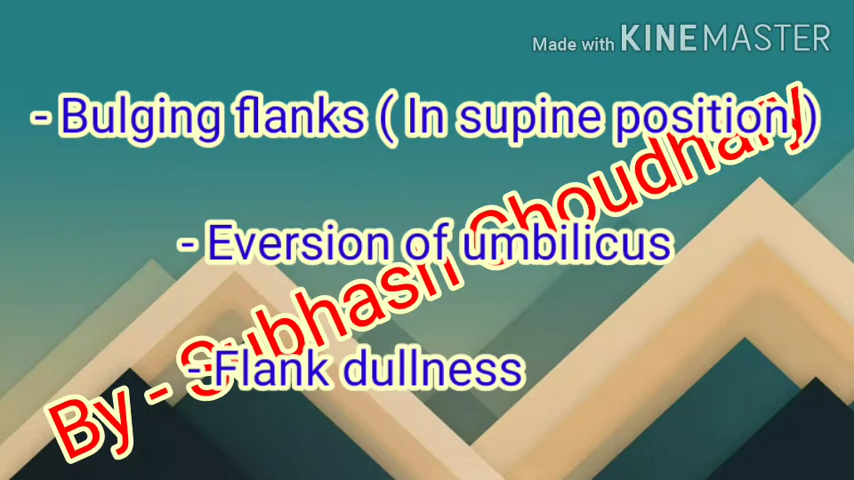 Made with KINEMASTER
- Bulging flanks ( In supine position )
- Eversion of umbilicus
- Flank dullness
By - Subhash Choudhary